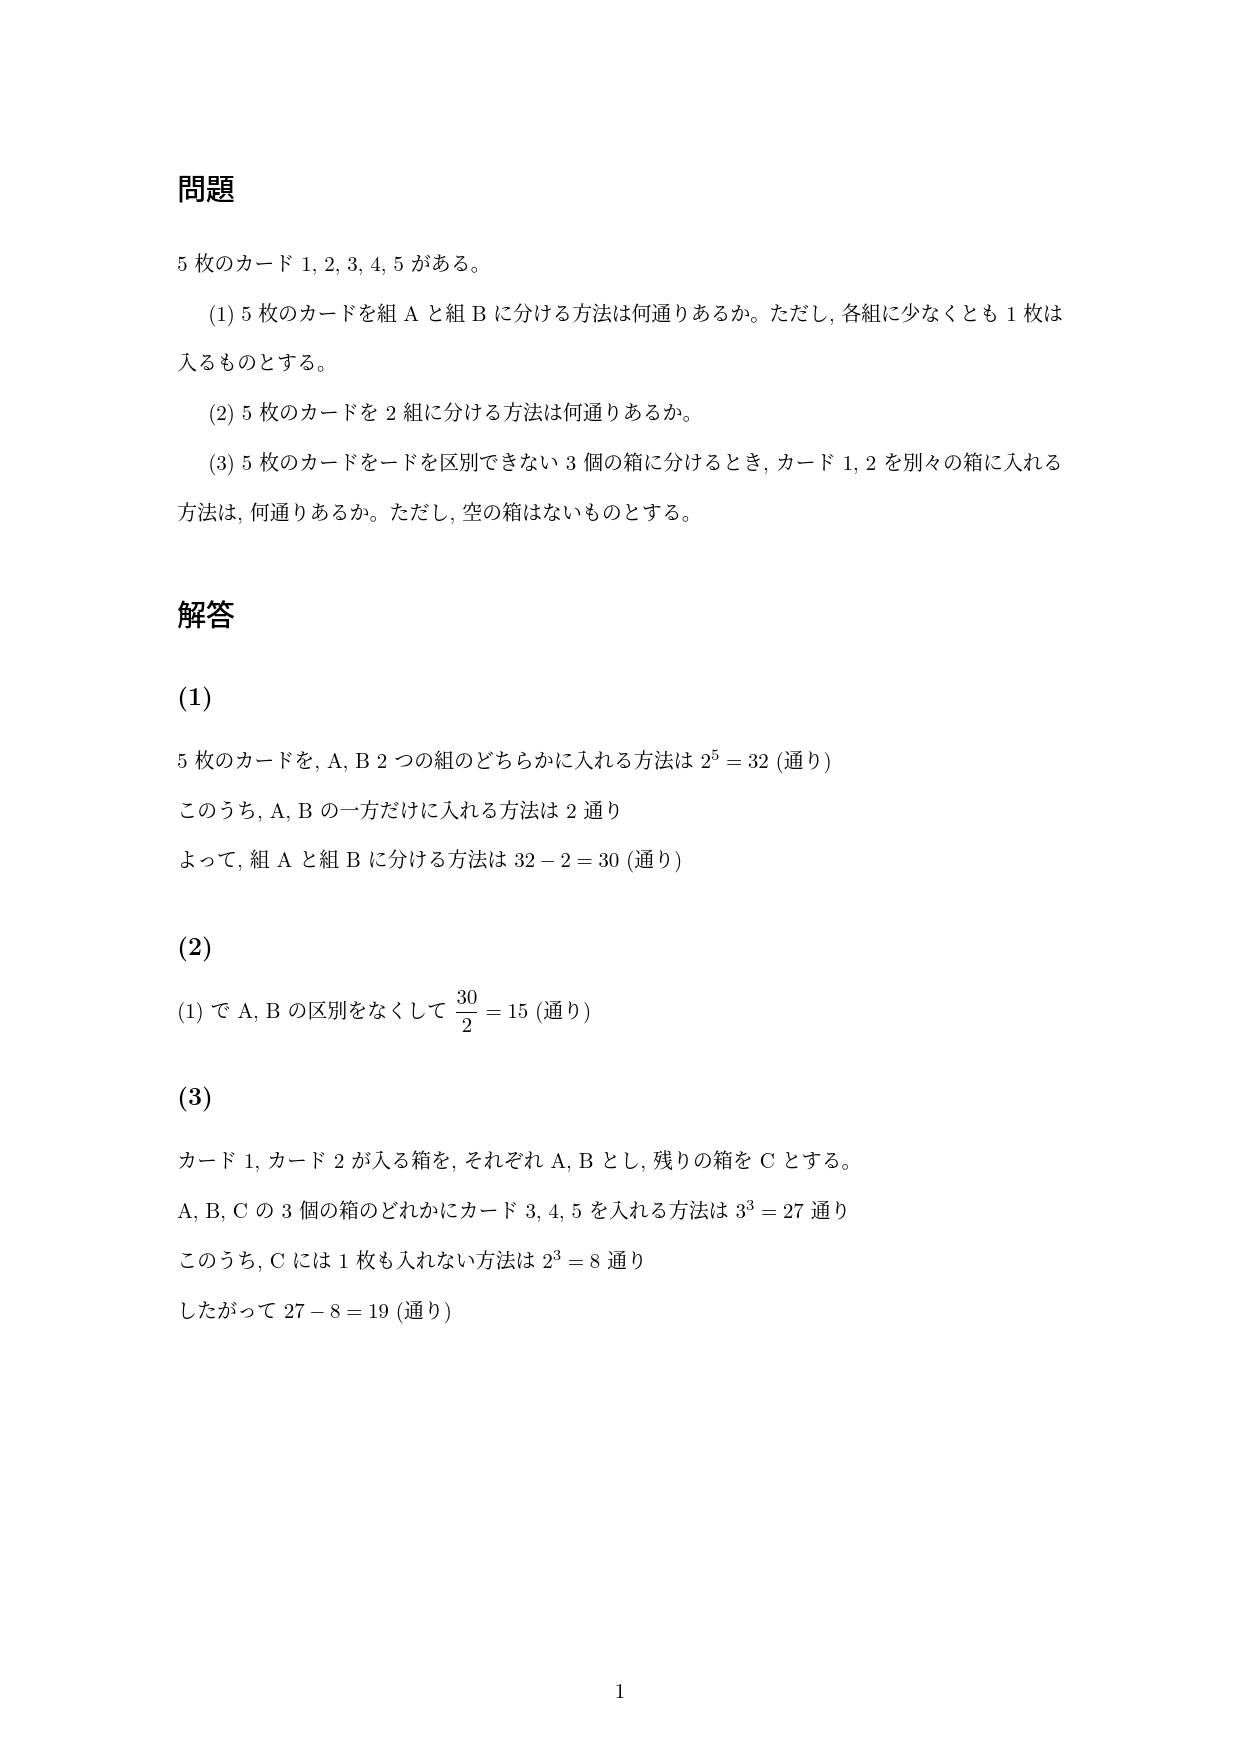 問題
5 枚のカード 1, 2, 3, 4, 5 がある。
(1) 5 枚のカードを組 A と組 B に分ける方法は何通りあるか。ただし, 各組に少なくとも 1 枚は
入るものとする。
(2) 5 枚のカードを 2 組に分ける方法は何通りあるか。
(3) 5 枚のカードをードを区別できない 3 個の箱に分けるとき, カード 1, 2 を別々の箱に入れる
方法は, 何通りあるか。ただし, 空の箱はないものとする。
解答
(1)
5 枚のカードを, A, B 2 つの組のどちらかに入れる方法は $2^5 = 32$ (通り)
このうち, A, B の一方だけに入れる方法は 2 通り
よって, 組 A と組 B に分ける方法は $32 - 2 = 30$ (通り)
(2)
(1) で A, B の区別をなくして $\frac{30}{2} = 15$ (通り)
(3)
カード 1, カード 2 が入る箱を, それぞれ A, B とし, 残りの箱を C とする。
A, B, C の 3 個の箱のどれかにカード 3, 4, 5 を入れる方法は $3^3 = 27$ 通り
このうち, C には 1 枚も入れない方法は $2^3 = 8$ 通り
したがって $27 - 8 = 19$ (通り)
1